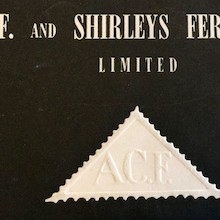 F. AND SHIRLEYS FER
LIMITED
A.C.F.